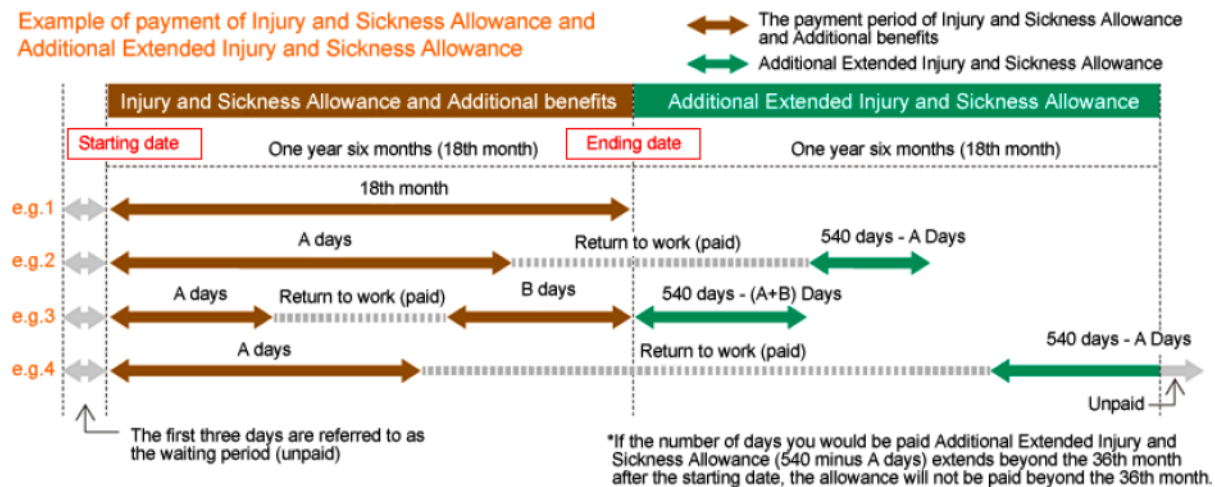 Example of payment of Injury and Sickness Allowance and
Additional Extended Injury and Sickness Allowance
The payment period of Injury and Sickness Allowance
and Additional benefits
Additional Extended Injury and Sickness Allowance
Injury and Sickness Allowance and Additional benefits
Additional Extended Injury and Sickness Allowance
Starting date
One year six months (18th month)
Ending date
One year six months (18th month)
e.g.1
18th month
e.g.2
A days
Return to work (paid)
540 days - A Days
e.g.3
A days
Return to work (paid)
B days
540 days - (A+B) Days
e.g.4
A days
Return to work (paid)
540 days - A Days
Unpaid
The first three days are referred to as
the waiting period (unpaid)
*If the number of days you would be paid Additional Extended Injury and
Sickness Allowance (540 minus A days) extends beyond the 36th month
after the starting date, the allowance will not be paid beyond the 36th month.